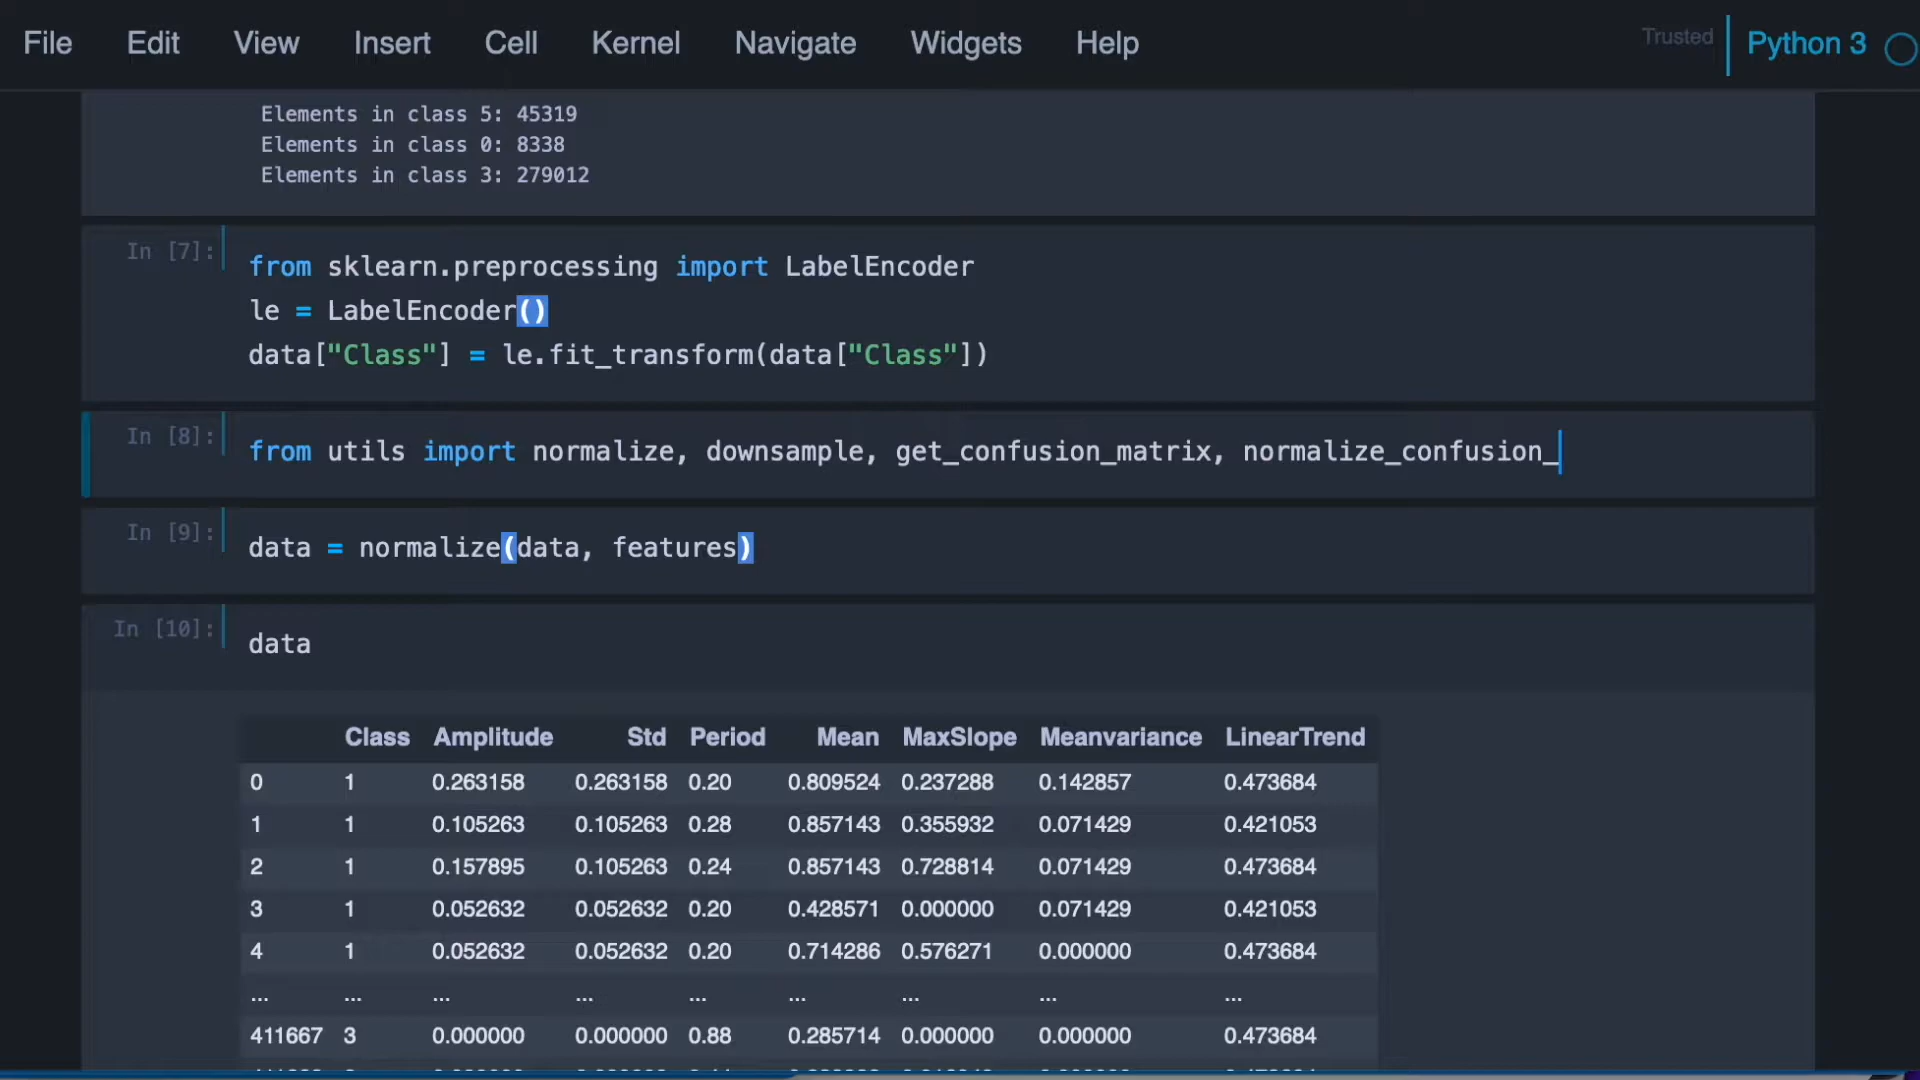 File Edit View Insert Cell Kernel Navigate Widgets Help Trusted Python 3
Elements in class 5: 45319
Elements in class 0: 8338
Elements in class 3: 279012
In [7]: from sklearn.preprocessing import LabelEncoder
le = LabelEncoder()
data["Class"] = le.fit_transform(data["Class"])
In [8]: from utils import normalize, downsample, get_confusion_matrix, normalize_confusion_
In [9]: data = normalize(data, features)
In [10]: data
Class Amplitude Std Period Mean MaxSlope Meanvariance LinearTrend
0 1 0.263158 0.263158 0.20 0.809524 0.237288 0.142857 0.473684
1 1 0.105263 0.105263 0.28 0.857143 0.355932 0.071429 0.421053
2 1 0.157895 0.105263 0.24 0.857143 0.728814 0.071429 0.473684
3 1 0.052632 0.052632 0.20 0.428571 0.000000 0.071429 0.421053
4 1 0.052632 0.052632 0.20 0.714286 0.576271 0.000000 0.473684
... ... ... ... ... ... ... ... ...
411667 3 0.000000 0.000000 0.88 0.285714 0.000000 0.000000 0.473684